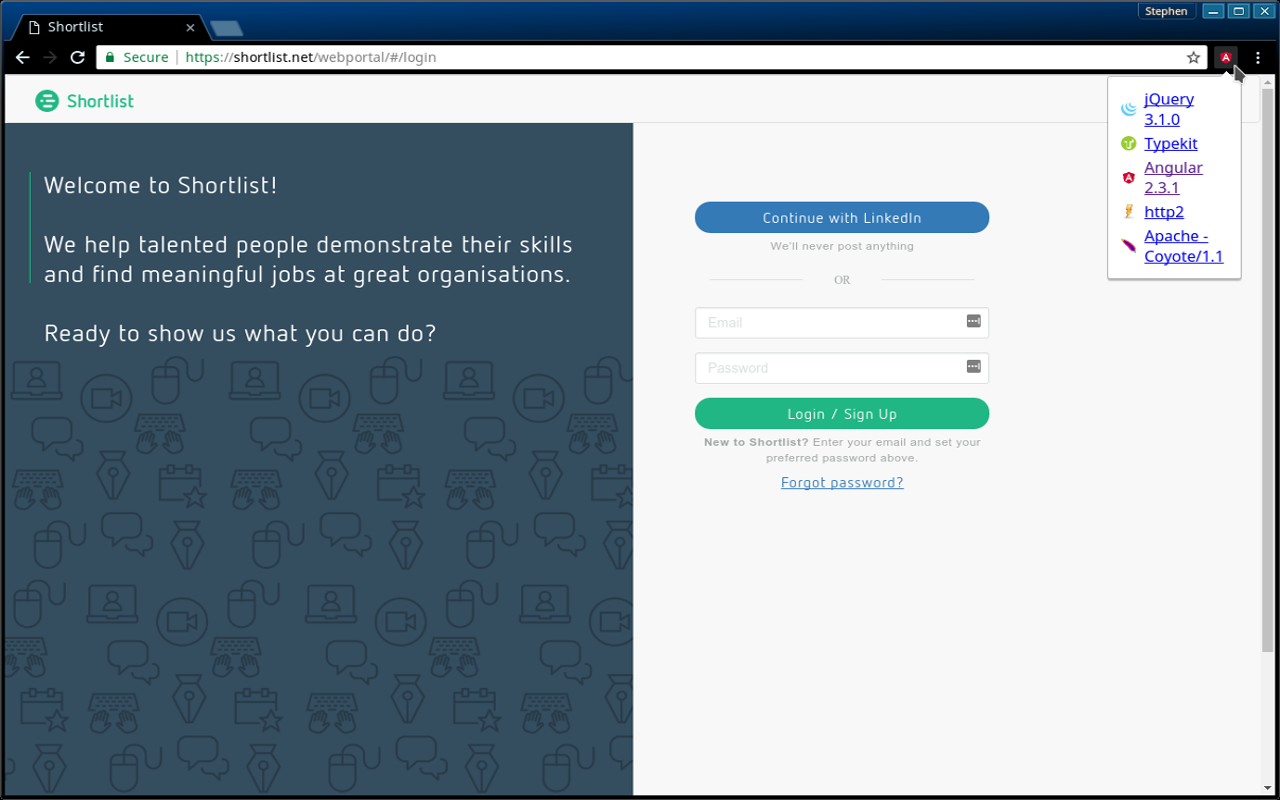 Stephen
Shortlist
Secure
https://shortlist.net/webportal/#/login
Shortlist
jQuery
3.1.0
Typekit
Angular
2.3.1
http2
Apache -
Coyote/1.1
Welcome to Shortlist!
We help talented people demonstrate their skills
and find meaningful jobs at great organisations.
Ready to show us what you can do?
Continue with LinkedIn
We'll never post anything
OR
Email
Password
Login / Sign Up
New to Shortlist? Enter your email and set your
preferred password above.
Forgot password?